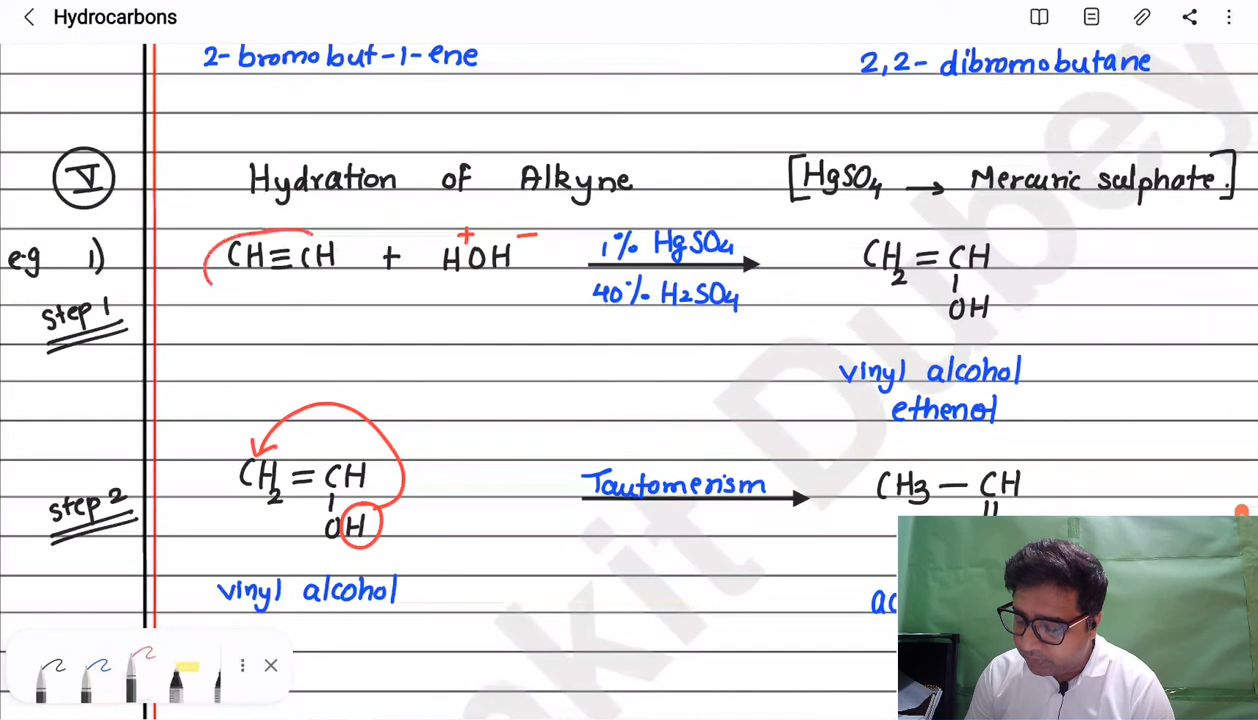 Hydrocarbons
2-bromobut-1-ene
2,2-dibromobutane
V Hydration of Alkyne [HgSO4 → Mercuric sulphate.]
e.g 1) CH≡CH + H+OH− 1% HgSO4 CH2=CH
40% H2SO4 OH
Step 1
vinyl alcohol
ethenol
CH2=CH Tautomerism CH3—CH
Step 2
OH
vinyl alcohol